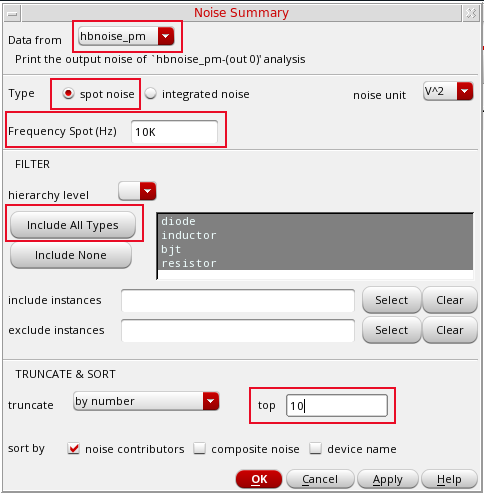 Noise Summary
Data from hbnoise_pm
Print the output noise of `hbnoise_pm-(out 0)' analysis
Type spot noise integrated noise noise unit V^2
Frequency Spot (Hz) 10K
FILTER
hierarchy level
Include All Types
Include None
diode
inductor
bjt
resistor
include instances Select Clear
exclude instances Select Clear
TRUNCATE & SORT
truncate by number top 10
sort by noise contributors composite noise device name
OK Cancel Apply Help